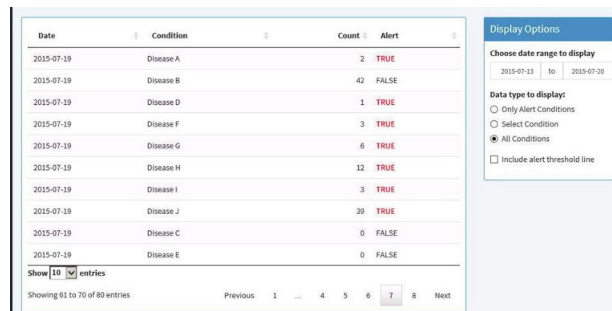 Date Condition Count Alert
2015-07-19 Disease A 2 TRUE
2015-07-19 Disease B 42 FALSE
2015-07-19 Disease D 1 TRUE
2015-07-19 Disease F 3 TRUE
2015-07-19 Disease G 6 TRUE
2015-07-19 Disease H 12 TRUE
2015-07-19 Disease I 3 TRUE
2015-07-19 Disease J 39 TRUE
2015-07-19 Disease C 0 FALSE
2015-07-19 Disease E 0 FALSE
Show 10 entries
Showing 61 to 70 of 80 entries Previous 1 ... 4 5 6 7 8 Next
Display Options
Choose date range to display
2015-07-13 to 2015-07-20
Data type to display:
Only Alert Conditions
Select Condition
All Conditions
Include alert threshold line